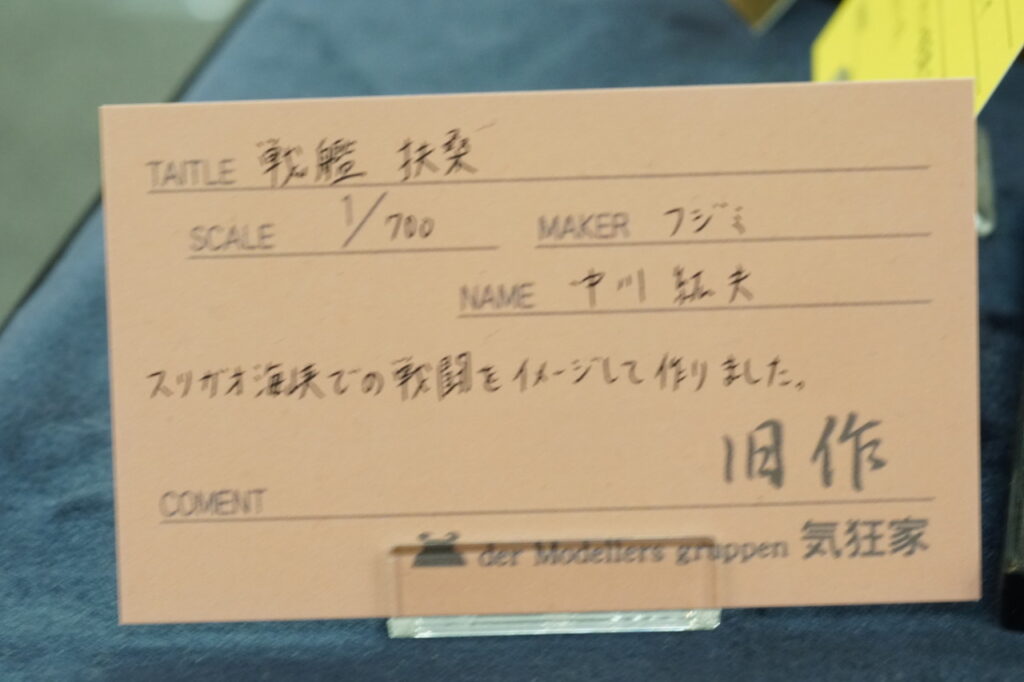 TAITLE 戦艦 扶桑
SCALE 1/700 MAKER フジミ
NAME 中川 紘夫
スリガオ海峡での戦闘をイメージして作りました。
旧作
COMENT
der Modellers gruppen 気狂家